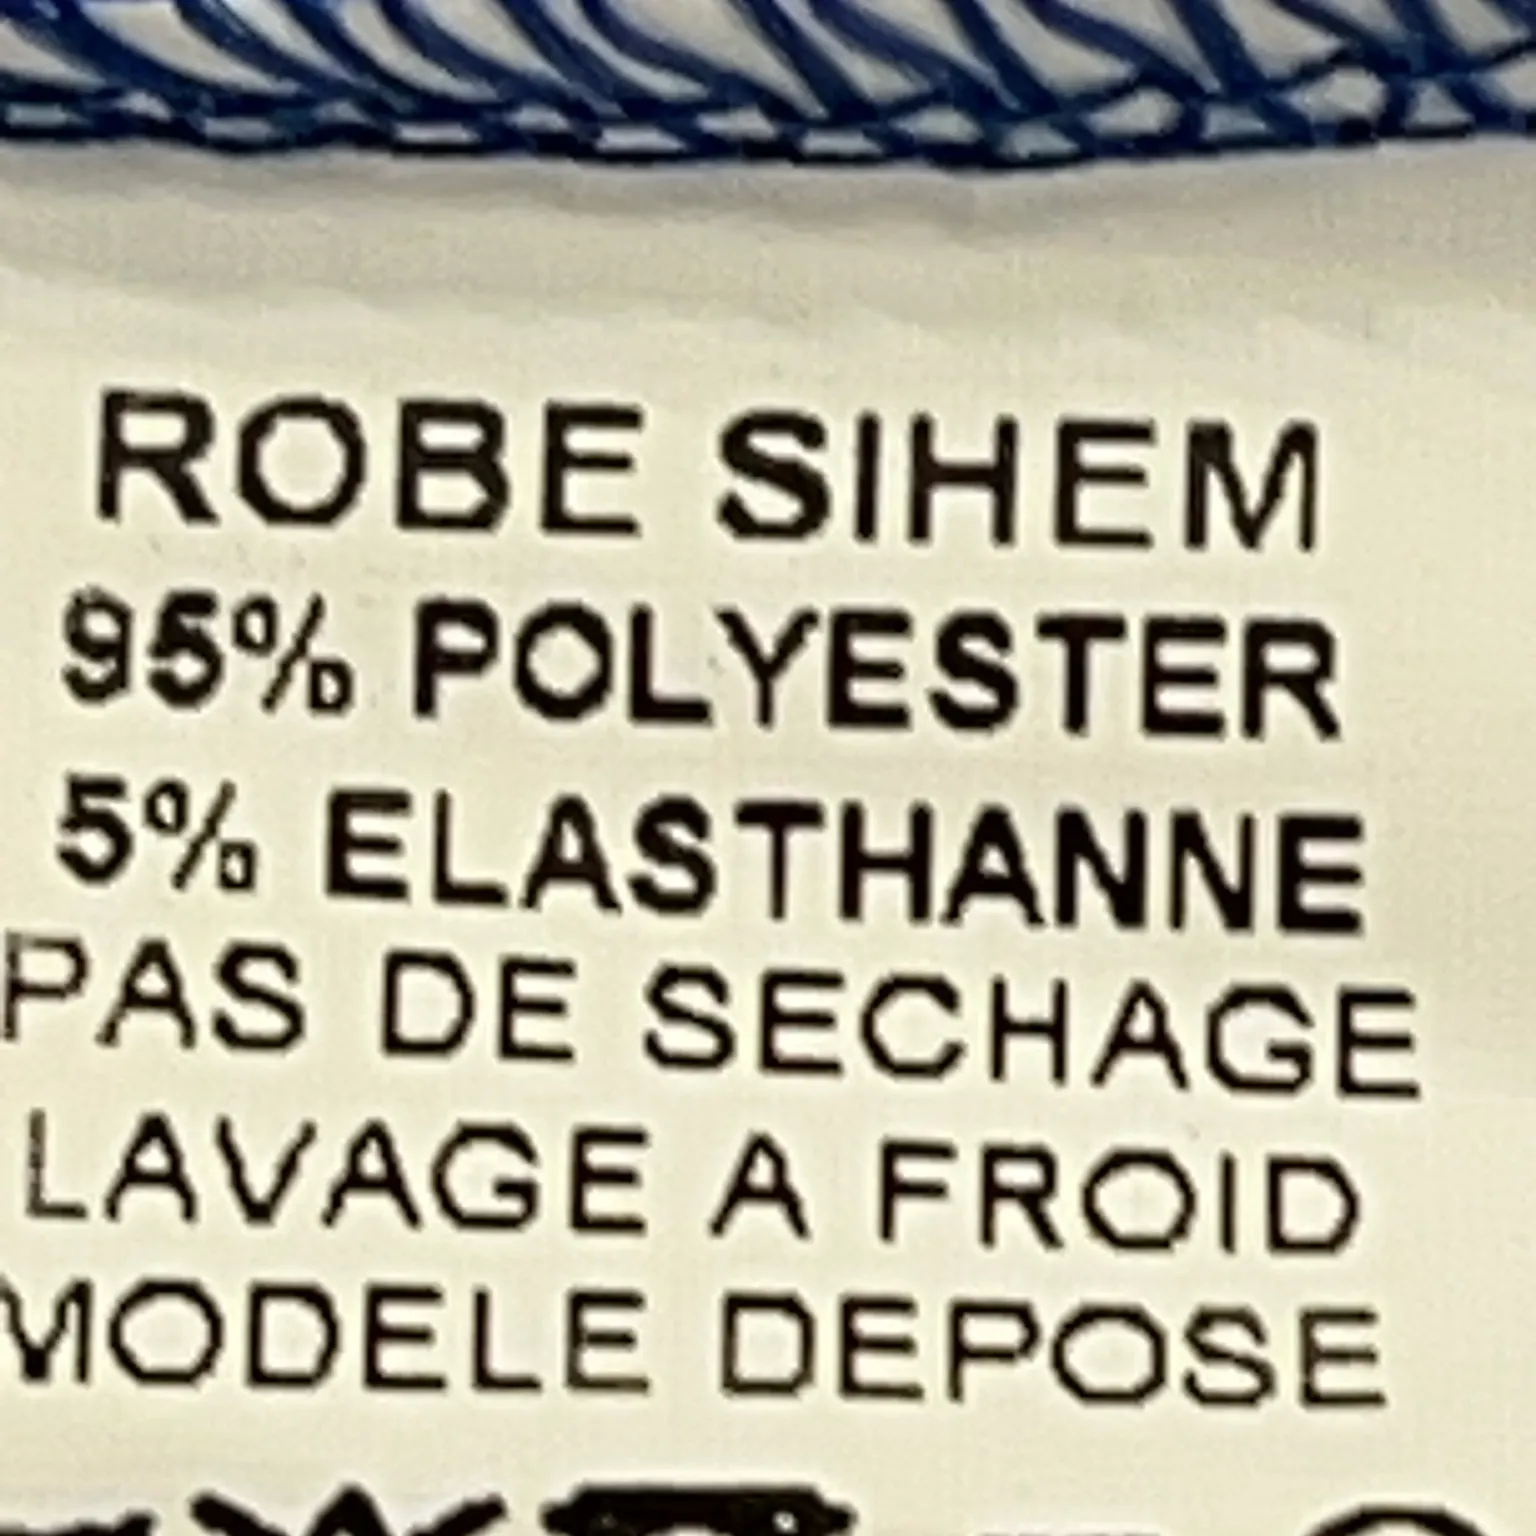 ROBE SIHEM
95% POLYESTER
5% ELASTHANNE
PAS DE SECHAGE
LAVAGE A FROID
MODELE DEPOSE